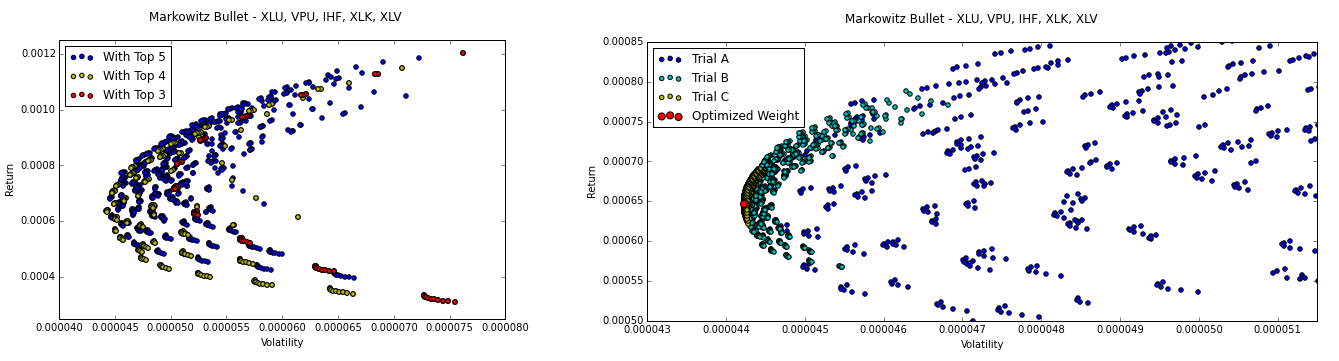 Markowitz Bullet - XLU, VPU, IHF, XLK, XLV
0.0012
0.0010
0.0008
0.0006
0.0004
Return
With Top 5
With Top 4
With Top 3
0.000040 0.000045 0.000050 0.000055 0.000060 0.000065 0.000070 0.000075 0.000080
Volatility
Markowitz Bullet - XLU, VPU, IHF, XLK, XLV
0.00085
0.00080
0.00075
0.00070
0.00065
0.00060
0.00055
0.00050
Return
Trial A
Trial B
Trial C
Optimized Weight
0.000043 0.000044 0.000045 0.000046 0.000047 0.000048 0.000049 0.000050 0.000051
Volatility